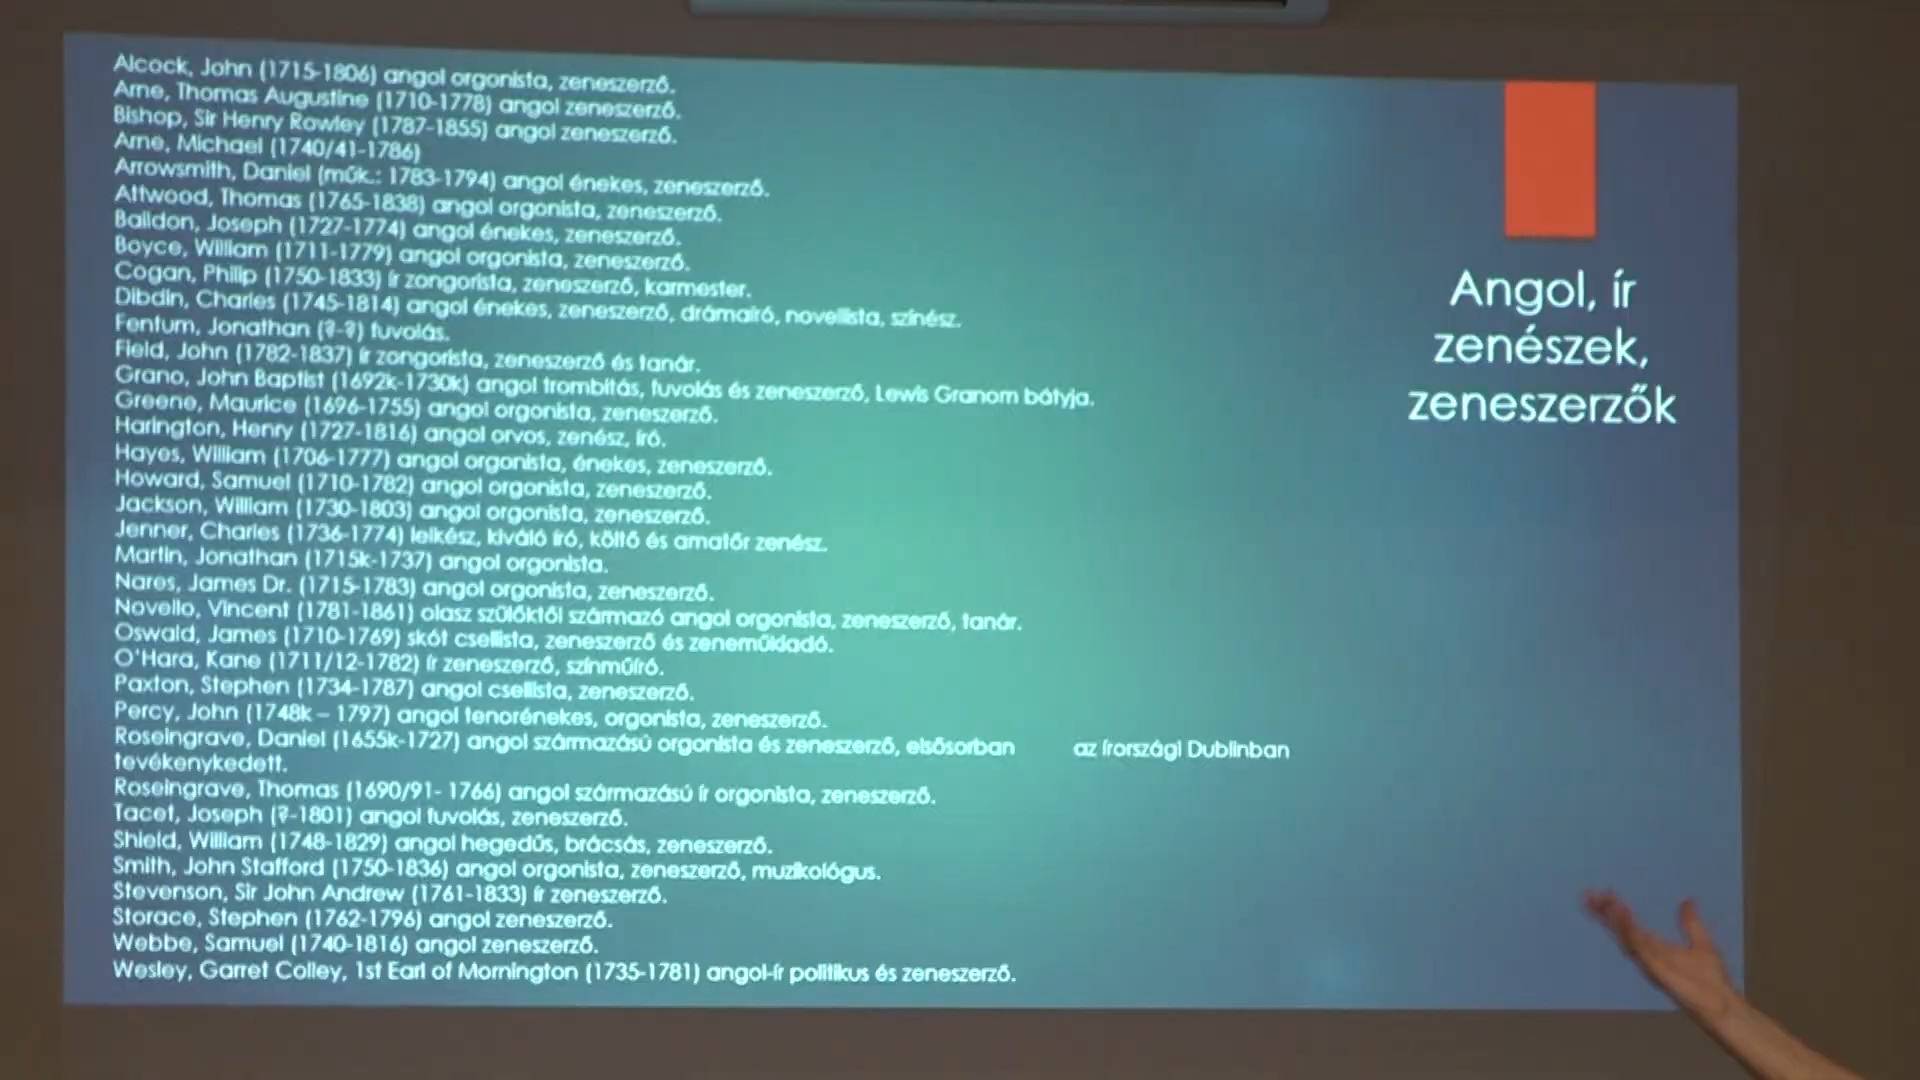 Alcock, John (1715-1806) angol orgonista, zeneszerző.
Arne, Thomas Augustine (1710-1778) angol zeneszerző.
Bishop, Sir Henry Rowley (1787-1855) angol zeneszerző.
Arne, Michael (1740/41-1786)
Arrowsmith, Daniel (műk.: 1783-1794) angol énekes, zeneszerző.
Attwood, Thomas (1765-1838) angol orgonista, zeneszerző.
Baildon, Joseph (1727-1774) angol énekes, zeneszerző.
Boyce, William (1711-1779) angol orgonista, zeneszerző.
Cogan, Philip (1750-1833) ír zongorista, zeneszerző, karmester.
Dibdin, Charles (1745-1814) angol énekes, zeneszerző, drámaíró, novellista, színész.
Fentum, Jonathan (?-?) fuvolás.
Field, John (1782-1837) ír zongorista, zeneszerző és tanár.
Grano, John Baptist (1692k-1730k) angol trombitás, fuvolás és zeneszerző, Lewis Granom bátyja.
Greene, Maurice (1696-1755) angol orgonista, zeneszerző.
Harington, Henry (1727-1816) angol orvos, zenész, író.
Hayes, William (1706-1777) angol orgonista, énekes, zeneszerző.
Howard, Samuel (1710-1782) angol orgonista, zeneszerző.
Jackson, William (1730-1803) angol orgonista, zeneszerző.
Jenner, Charles (1736-1774) lelkész, kiváló író, költő és amatőr zenész.
Martin, Jonathan (1715k-1737) angol orgonista.
Nares, James Dr. (1715-1783) angol orgonista, zeneszerző.
Novello, Vincent (1781-1861) olasz szülőktől származó angol orgonista, zeneszerző, tanár.
Oswald, James (1710-1769) skót csellista, zeneszerző és zeneműkiadó.
O'Hara, Kane (1711/12-1782) ír zeneszerző, színműíró.
Paxton, Stephen (1734-1787) angol csellista, zeneszerző.
Percy, John (1748k – 1797) angol tenorénekes, orgonista, zeneszerző.
Roseingrave, Daniel (1655k-1727) angol származású orgonista és zeneszerző, elsősorban az írországi Dublinban
tevékenykedett.
Roseingrave, Thomas (1690/91- 1766) angol származású ír orgonista, zeneszerző.
Tacet, Joseph (?-1801) angol fuvolás, zeneszerző.
Shield, William (1748-1829) angol hegedűs, brácsás, zeneszerző.
Smith, John Stafford (1750-1836) angol orgonista, zeneszerző, muzikológus.
Stevenson, Sir John Andrew (1761-1833) ír zeneszerző.
Storace, Stephen (1762-1796) angol zeneszerző.
Webbe, Samuel (1740-1816) angol zeneszerző.
Wesley, Garret Colley, 1st Earl of Mornington (1735-1781) angol-ír politikus és zeneszerző.
Angol, ír
zenészek,
zeneszerzők